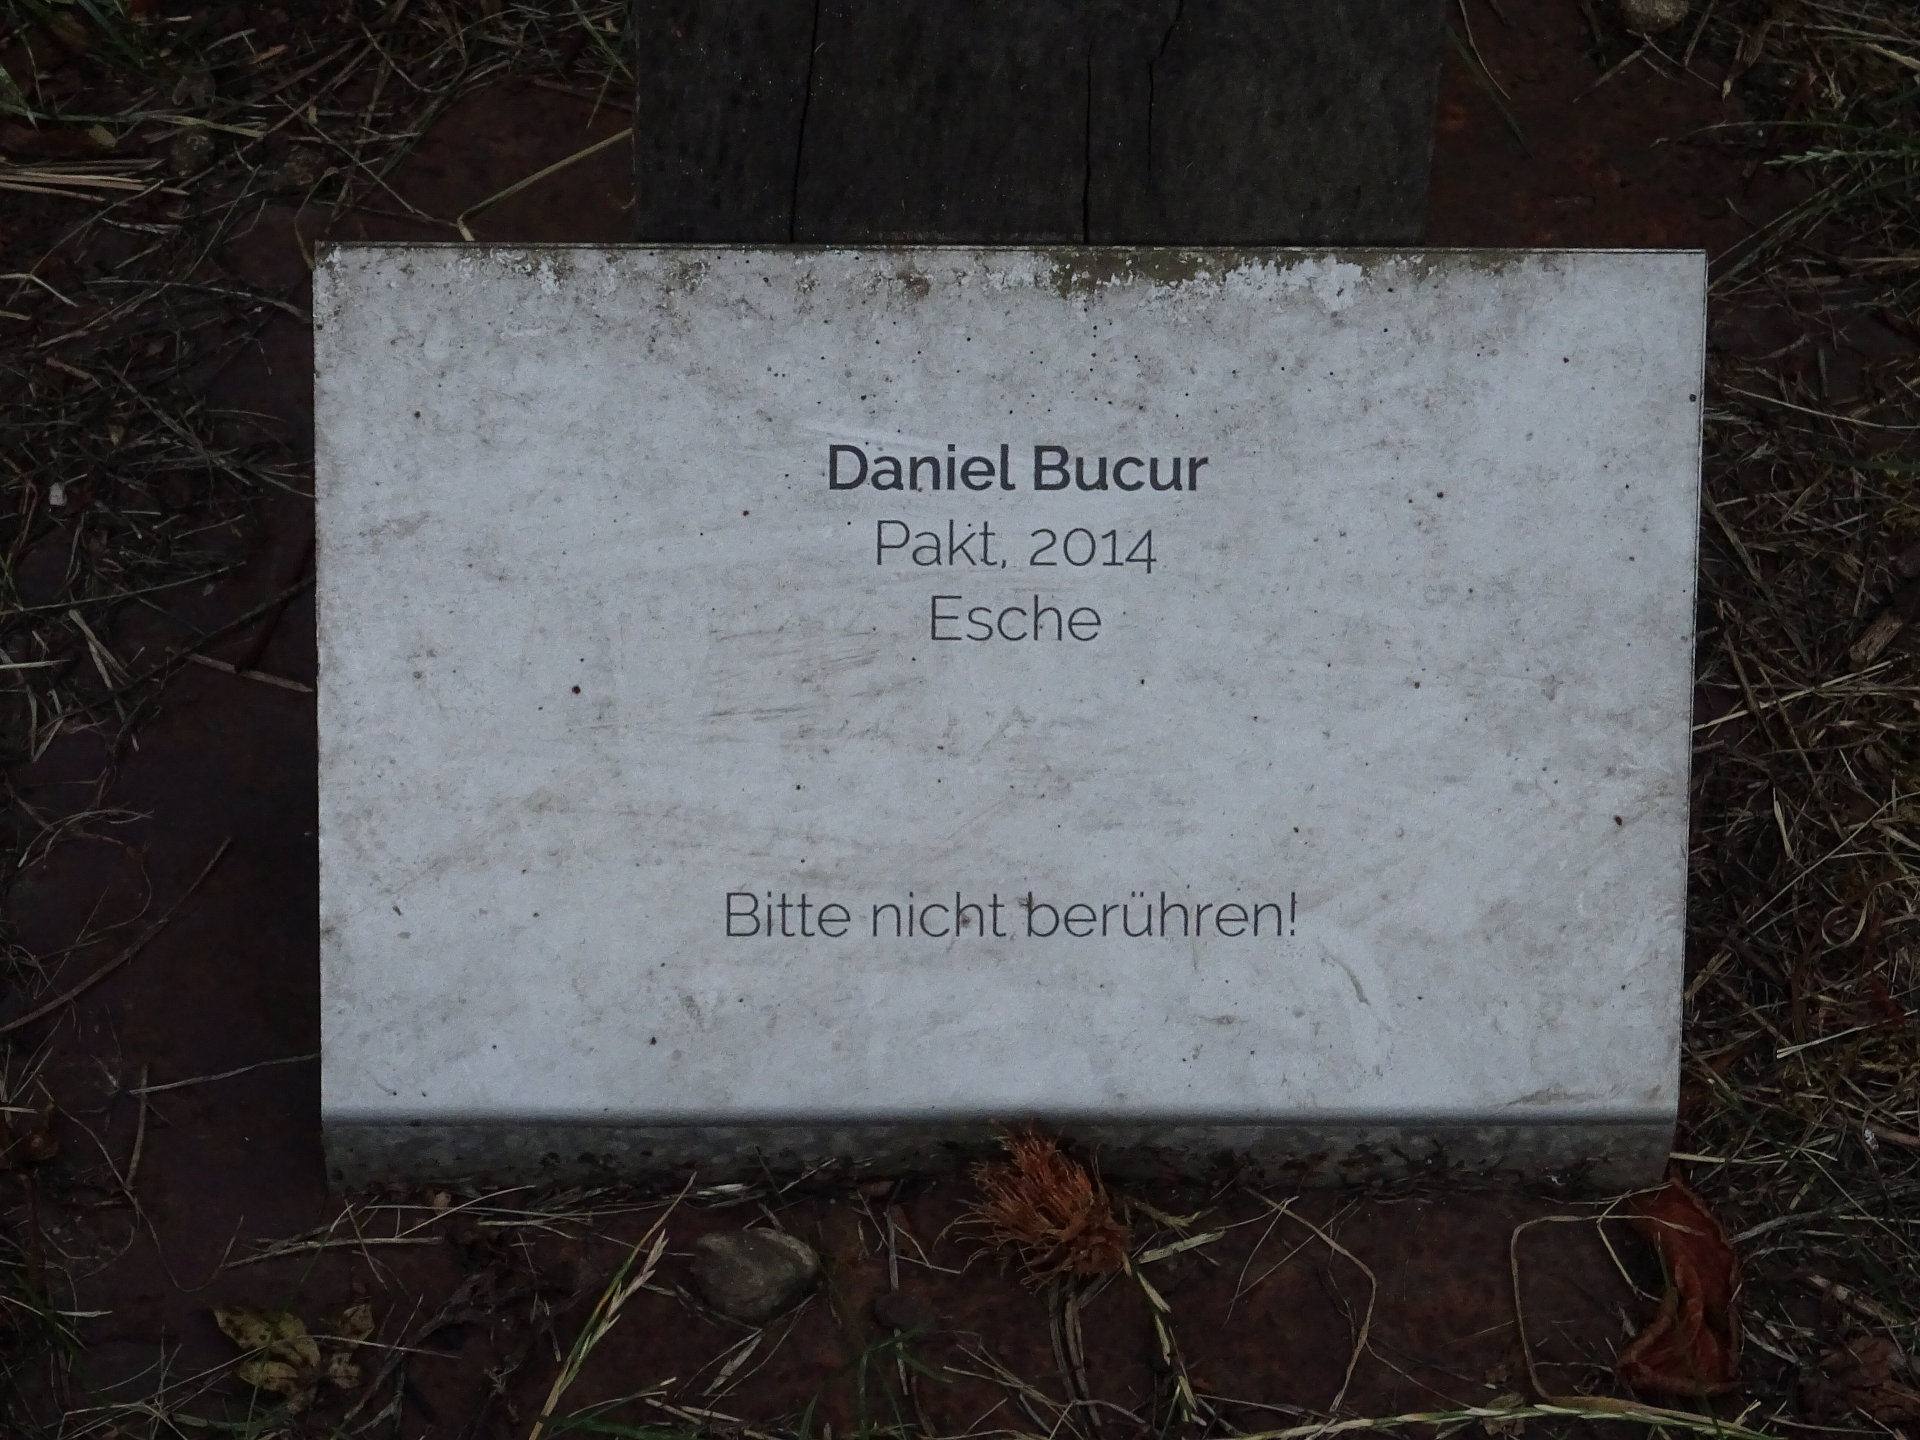 Daniel Bucur
Pakt, 2014
Esche
Bitte nicht berühren!